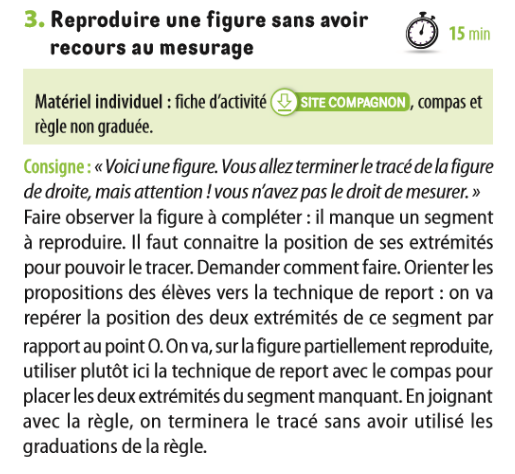 3. Reproduire une figure sans avoir
recours au mesurage
15 min
Matériel individuel : fiche d'activité SITE COMPAGNON, compas et
règle non graduée.
Consigne : « Voici une figure. Vous allez terminer le tracé de la figure
de droite, mais attention ! vous n'avez pas le droit de mesurer. »
Faire observer la figure à compléter : il manque un segment
à reproduire. Il faut connaitre la position de ses extrémités
pour pouvoir le tracer. Demander comment faire. Orienter les
propositions des élèves vers la technique de report : on va
repérer la position des deux extrémités de ce segment par
rapport au point O. On va, sur la figure partiellement reproduite,
utiliser plutôt ici la technique de report avec le compas pour
placer les deux extrémités du segment manquant. En joignant
avec la règle, on terminera le tracé sans avoir utilisé les
graduations de la règle.